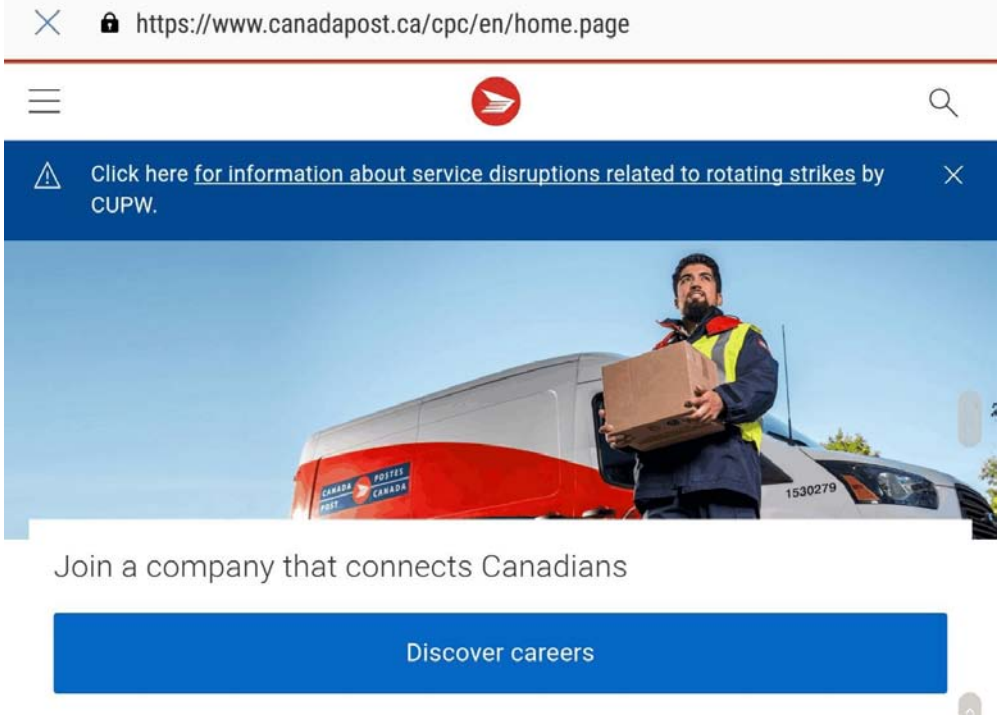 https://www.canadapost.ca/cpc/en/home.page
Click here for information about service disruptions related to rotating strikes by
CUPW.
CANADA POSTES
POST CANADA
1530279
Join a company that connects Canadians
Discover careers